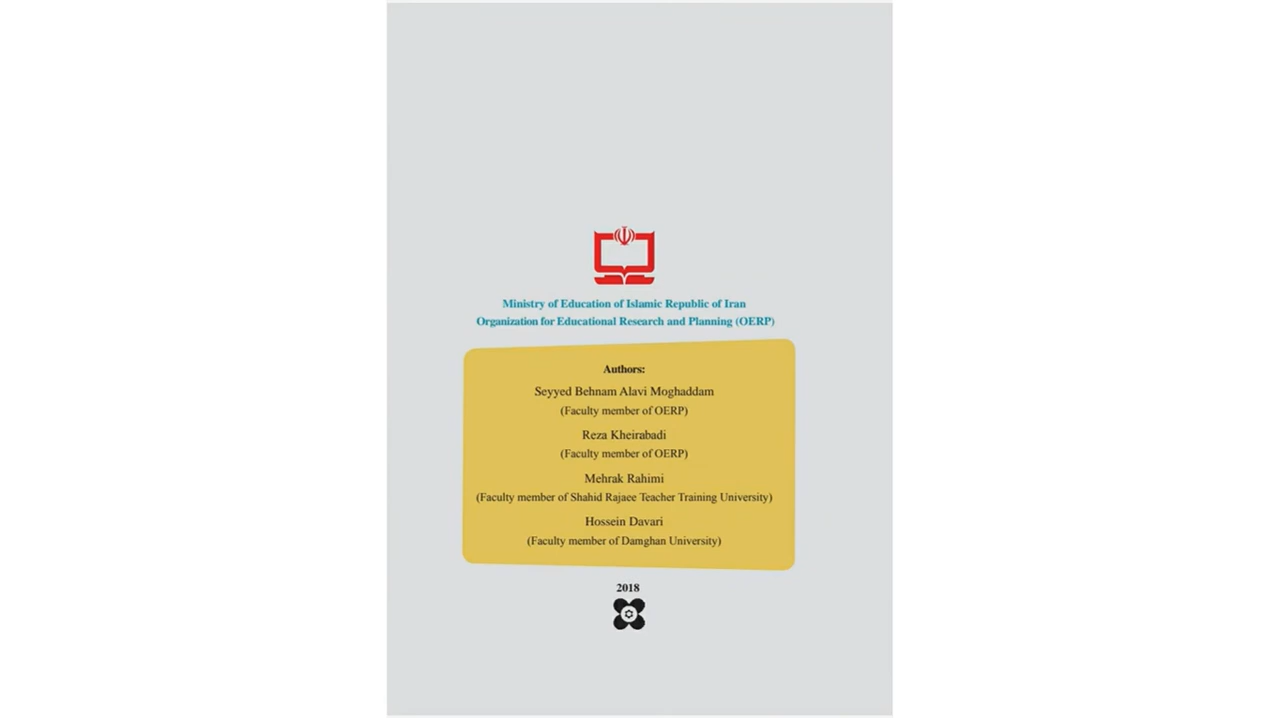 Ministry of Education of Islamic Republic of Iran
Organization for Educational Research and Planning (OERP)
Authors:
Seyyed Behnam Alavi Moghaddam
(Faculty member of OERP)
Reza Kheirabadi
(Faculty member of OERP)
Mehrak Rahimi
(Faculty member of Shahid Rajaee Teacher Training University)
Hossein Davari
(Faculty member of Damghan University)
2018